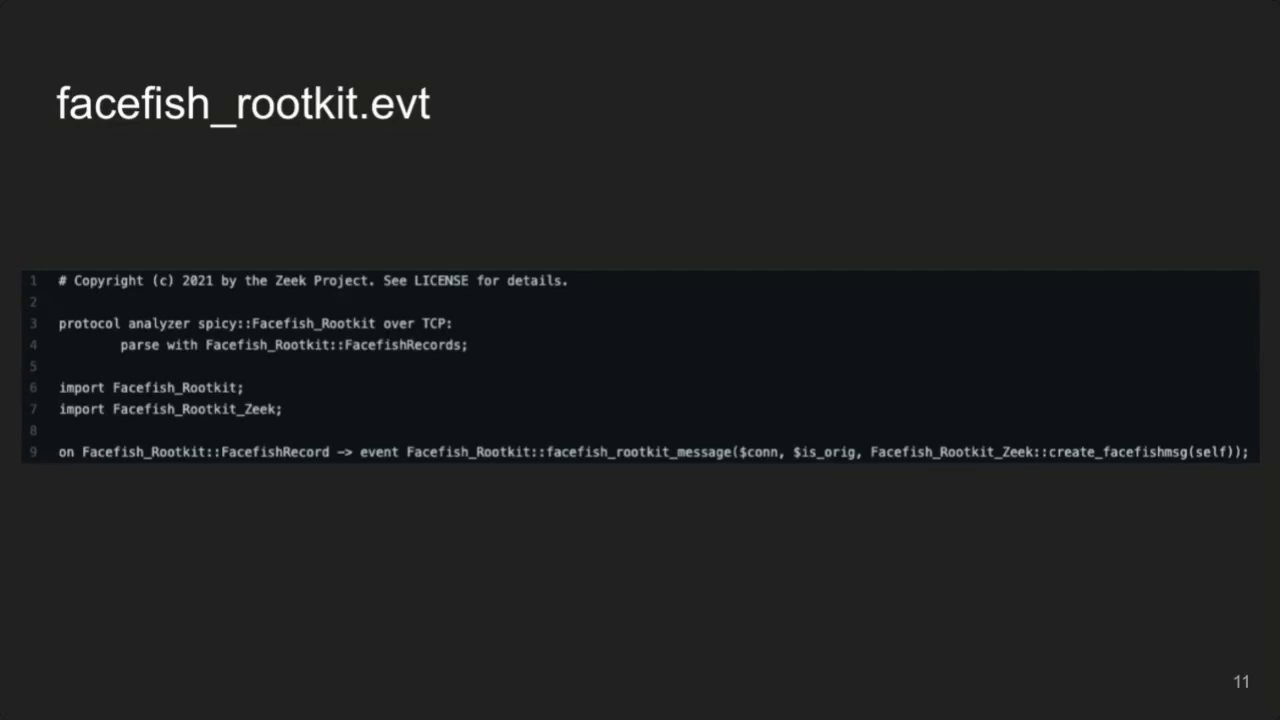 facefish_rootkit.evt
1 # Copyright (c) 2021 by the Zeek Project. See LICENSE for details.
2
3 protocol analyzer spicy::Facefish_Rootkit over TCP:
4 parse with Facefish_Rootkit::FacefishRecords;
5
6 import Facefish_Rootkit;
7 import Facefish_Rootkit_Zeek;
8
9 on Facefish_Rootkit::FacefishRecord -> event Facefish_Rootkit::facefish_rootkit_message($conn, $is_orig, Facefish_Rootkit_Zeek::create_facefishmsg(self));
11